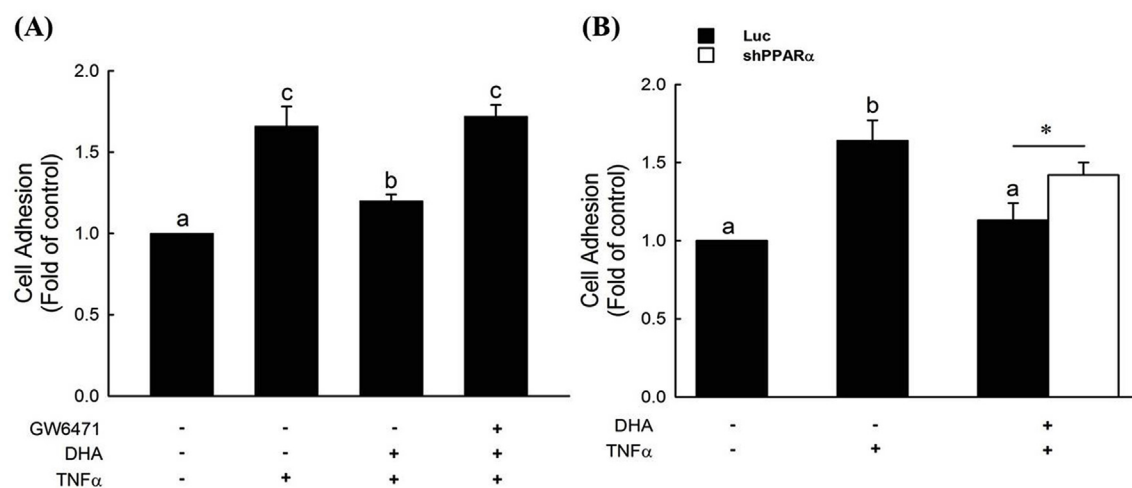 (A)
Cell Adhesion
(Fold of control)
2.0
1.5
1.0
0.5
0.0
a
c
b
c
GW6471 - - - +
DHA - - + +
TNFα - + + +
(B)
Luc
shPPARα
Cell Adhesion
(Fold of control)
2.0
1.5
1.0
0.5
0.0
a
b
a
*
DHA - - +
TNFα - + +